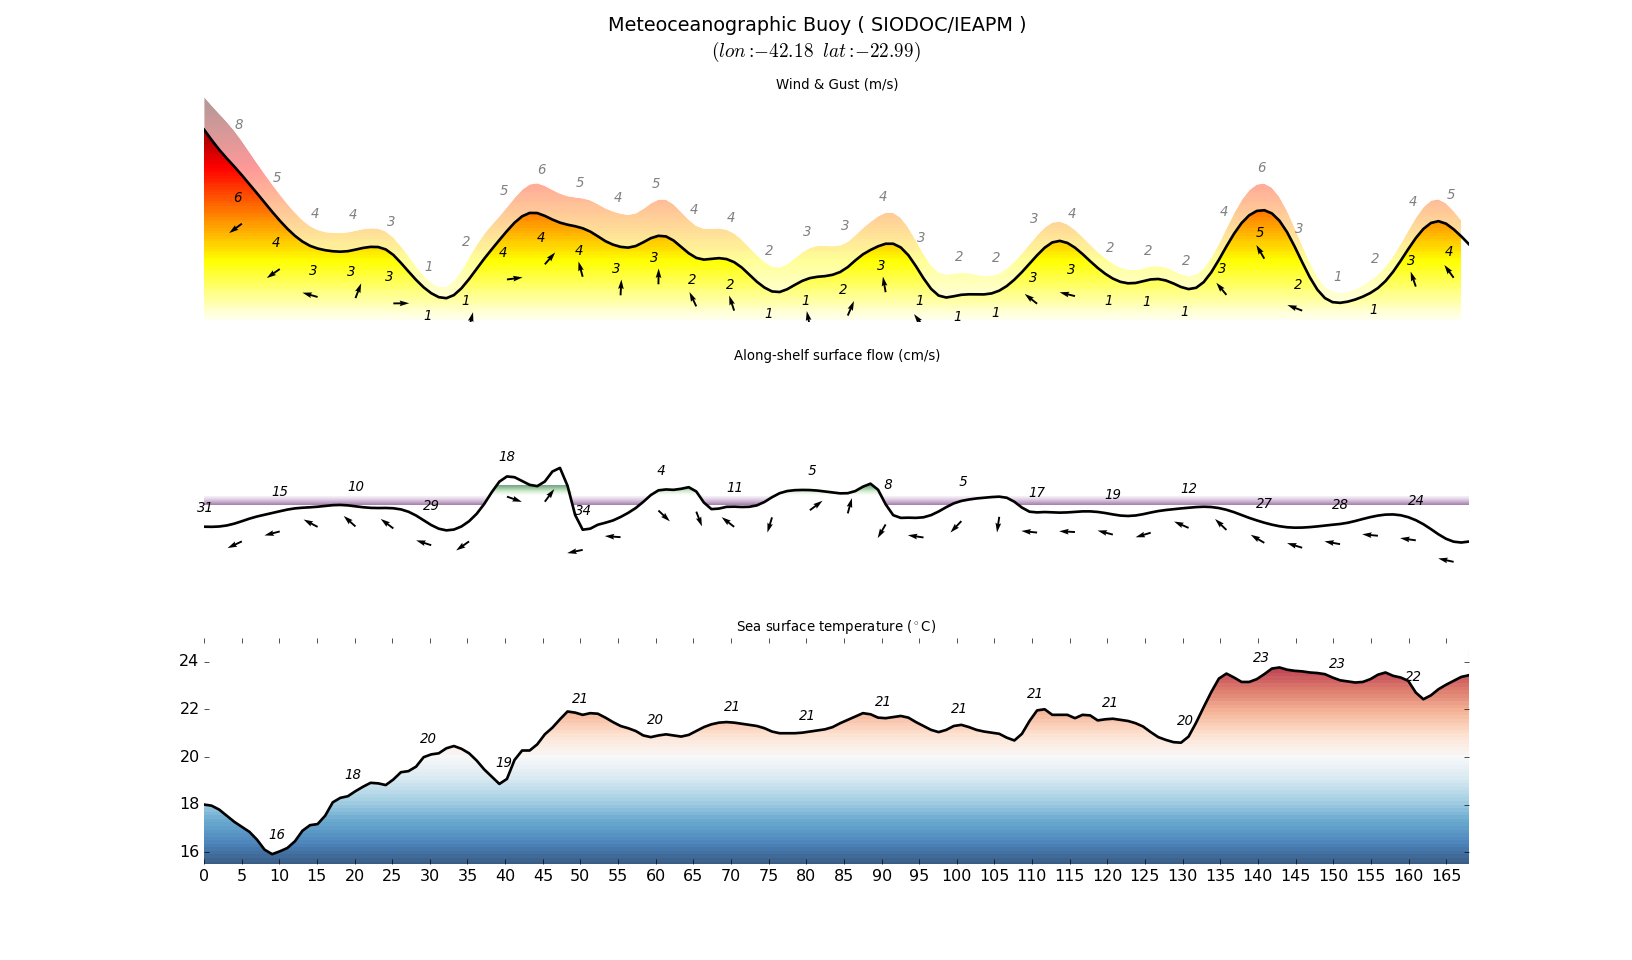 Meteoceanographic Buoy ( SIODOC/IEAPM )
(lon:−42.18 lat:−22.99)
Wind & Gust (m/s)
8 5 4 4 3 1 2 5 6 5 4 5 4 4 2 3 3 4 3 2 2 3 4 2 2 2 4 6 3 1 2 4 5
6 4 3 3 3 1 1 4 4 4 3 3 2 2 1 1 2 3 1 1 1 3 3 1 1 1 3 5 2 1 3 4
Along-shelf surface flow (cm/s)
31 15 10 29 18 34 4 11 5 8 5 17 19 12 27 28 24
Sea surface temperature (°C)
16 18 20 19 21 20 21 21 21 21 21 21 20 23 23 22
24
22
20
18
16
0 5 10 15 20 25 30 35 40 45 50 55 60 65 70 75 80 85 90 95 100 105 110 115 120 125 130 135 140 145 150 155 160 165